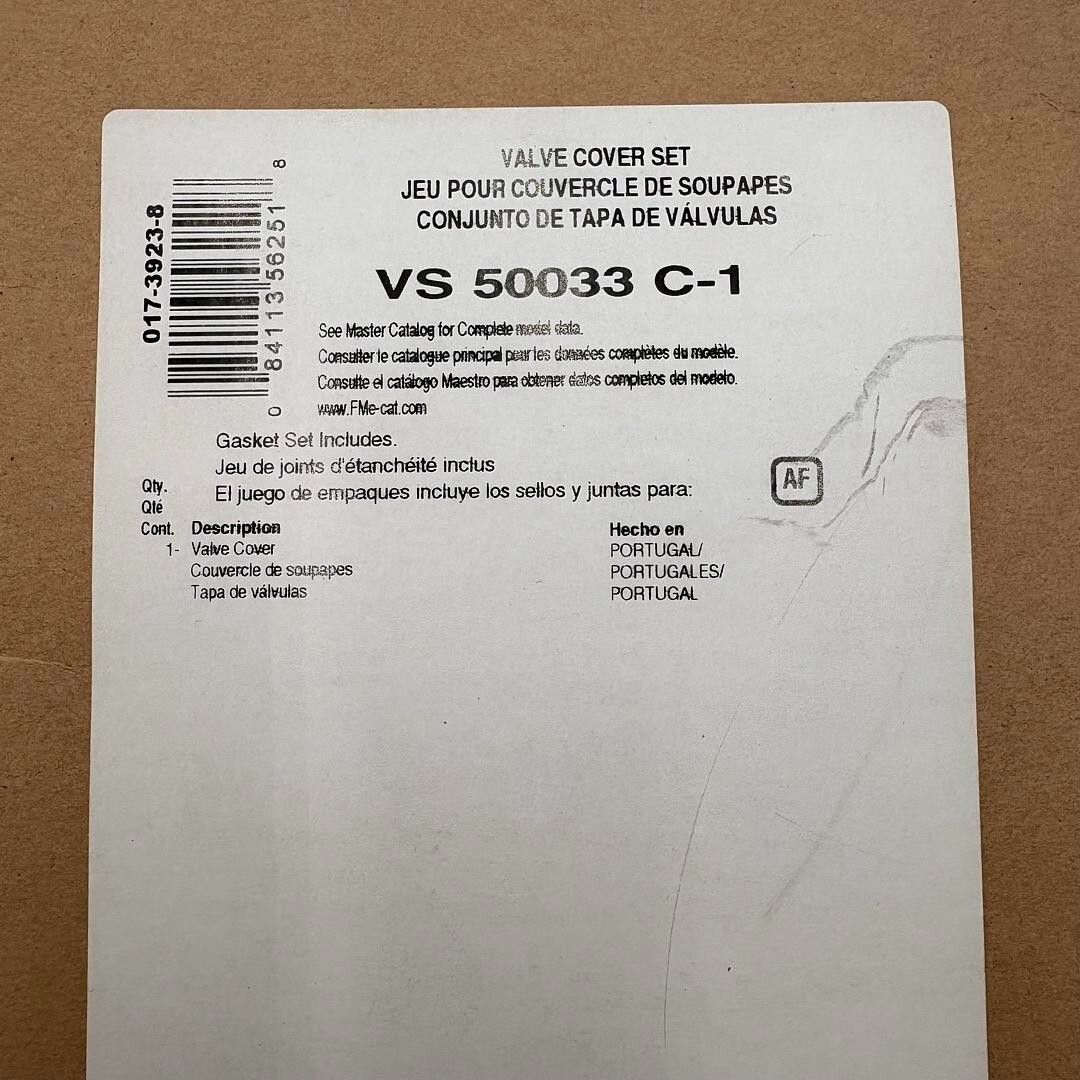 VALVE COVER SET
JEU POUR COUVERCLE DE SOUPAPES
CONJUNTO DE TAPA DE VÁLVULAS
017-3923-8
0 84113 56251 8
VS 50033 C-1
See Master Catalog for Complete model data.
Consulter le catalogue principal pour les données complètes du modèle.
Consulte el catálogo Maestro para obtener datos completos del modelo.
www.FMe-cat.com
Gasket Set Includes.
Jeu de joints d'étanchéité inclus
El juego de empaques incluye los sellos y juntas para:
AF
Qty.
Qté
Cont. Description Hecho en
1- Valve Cover PORTUGAL/
Couvercle de soupapes PORTUGALES/
Tapa de válvulas PORTUGAL